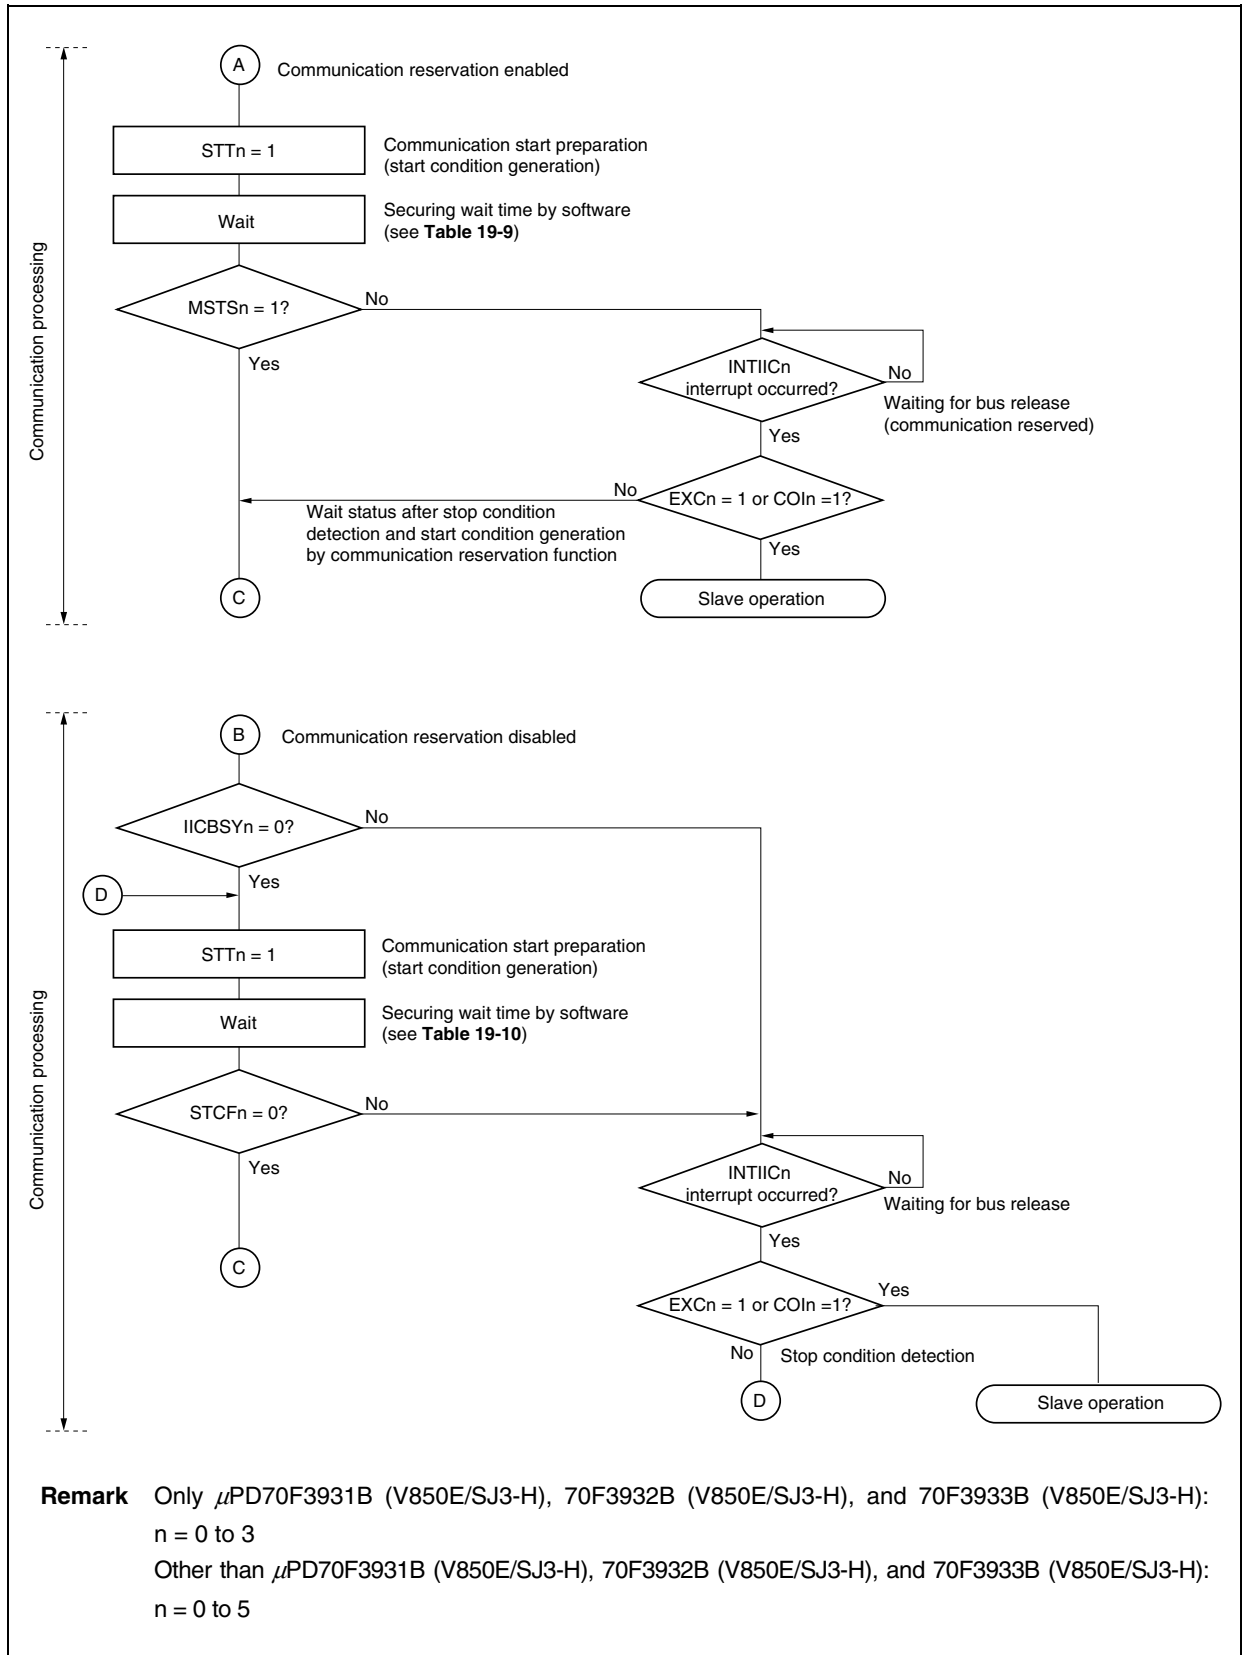 A
Communication reservation enabled
STTn = 1
Communication start preparation
(start condition generation)
Wait
Securing wait time by software
(see Table 19-9)
MSTSn = 1?
No
Yes
INTIICn
interrupt occurred?
No
Waiting for bus release
(communication reserved)
Yes
EXCn = 1 or COIn =1?
No
Wait status after stop condition
detection and start condition generation
by communication reservation function
Yes
C
Slave operation
Communication processing
B
Communication reservation disabled
IICBSYn = 0?
No
Yes
D
STTn = 1
Communication start preparation
(start condition generation)
Wait
Securing wait time by software
(see Table 19-10)
STCFn = 0?
No
Yes
C
INTIICn
interrupt occurred?
No
Waiting for bus release
Yes
EXCn = 1 or COIn =1?
Yes
No
Stop condition detection
D
Slave operation
Communication processing
Remark Only μPD70F3931B (V850E/SJ3-H), 70F3932B (V850E/SJ3-H), and 70F3933B (V850E/SJ3-H):
n = 0 to 3
Other than μPD70F3931B (V850E/SJ3-H), 70F3932B (V850E/SJ3-H), and 70F3933B (V850E/SJ3-H):
n = 0 to 5